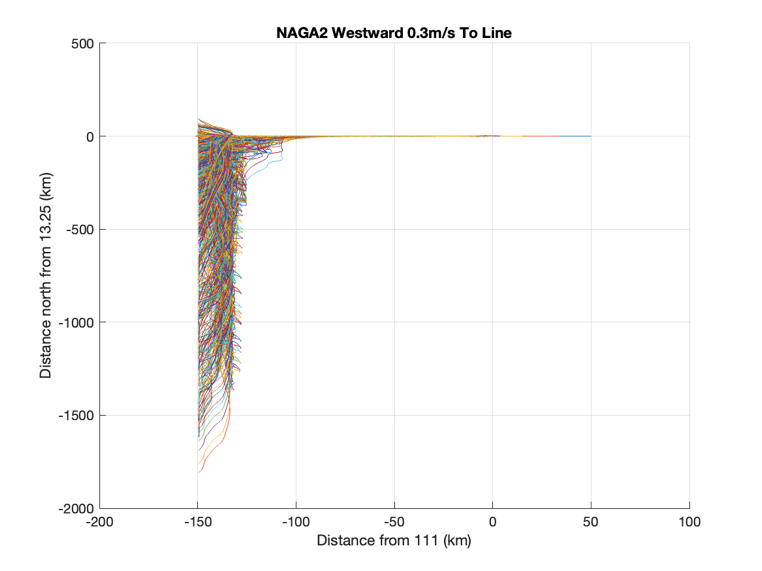 NAGA2 Westward 0.3m/s To Line
500
0
-500
-1000
-1500
-2000
Distance north from 13.25 (km)
-200 -150 -100 -50 0 50 100
Distance from 111 (km)